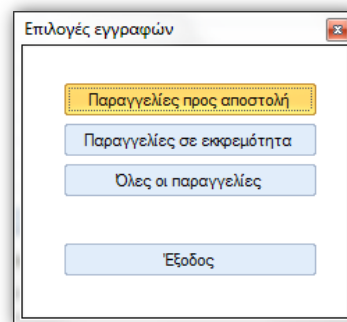 Επιλογές εγγραφών
Παραγγελίες προς αποστολή
Παραγγελίες σε εκκρεμότητα
Όλες οι παραγγελίες
Έξοδος